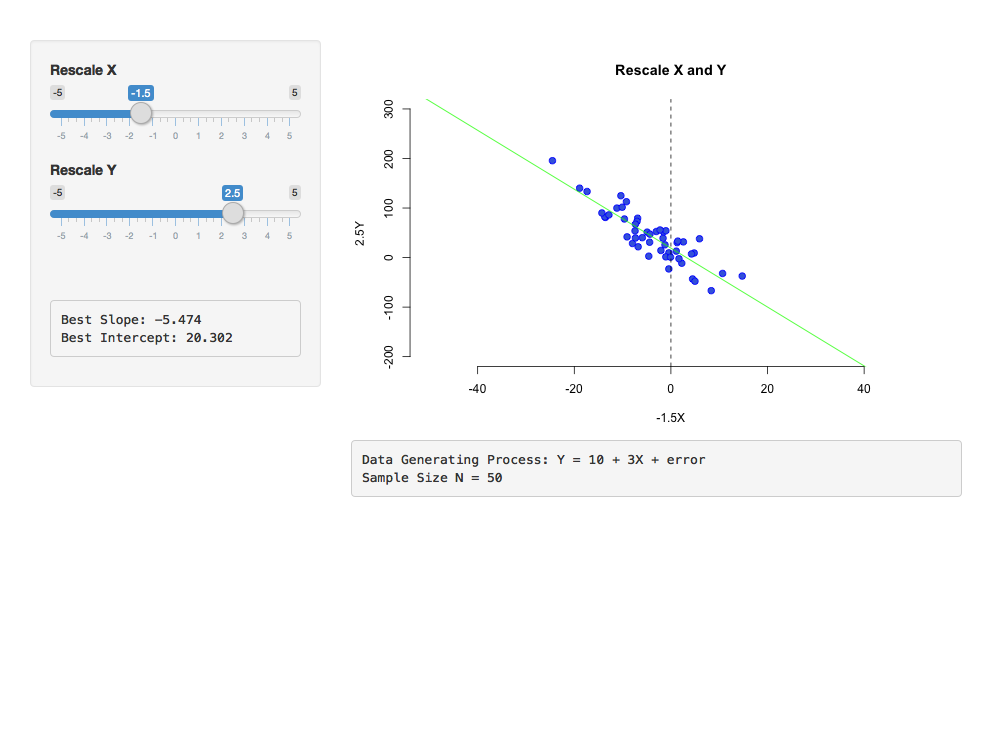 Rescale X
-5 -1.5 5
-5 -4 -3 -2 -1 0 1 2 3 4 5
Rescale Y
-5 2.5 5
-5 -4 -3 -2 -1 0 1 2 3 4 5
Best Slope: -5.474
Best Intercept: 20.302
Rescale X and Y
300
200
100
0
-100
-200
2.5Y
-40 -20 0 20 40
-1.5X
Data Generating Process: Y = 10 + 3X + error
Sample Size N = 50